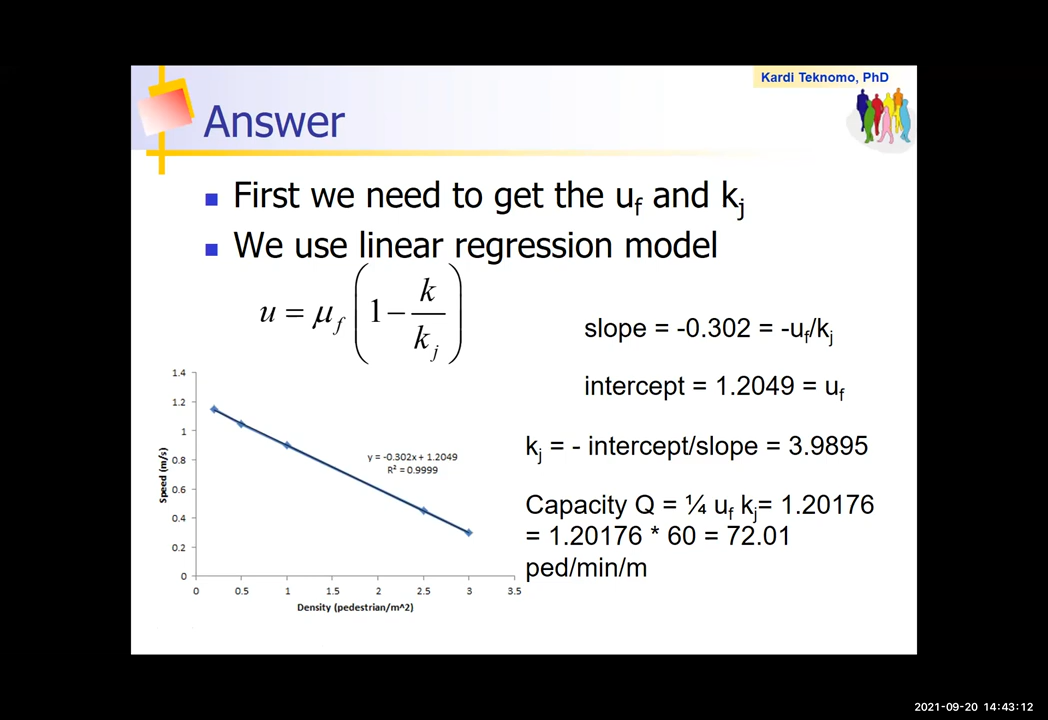 Kardi Teknomo, PhD
Answer
First we need to get the uf and kj
We use linear regression model
u = μf (1 − k/kj)
slope = -0.302 = -uf/kj
intercept = 1.2049 = uf
kj = - intercept/slope = 3.9895
Capacity Q = ¼ uf kj= 1.20176
= 1.20176 * 60 = 72.01
ped/min/m
1.4
1.2
1
0.8
0.6
0.4
0.2
0
Speed (m/s)
y = -0.302x + 1.2049
R² = 0.9999
0 0.5 1 1.5 2 2.5 3 3.5
Density (pedestrian/m^2)
2021-09-20 14:43:12